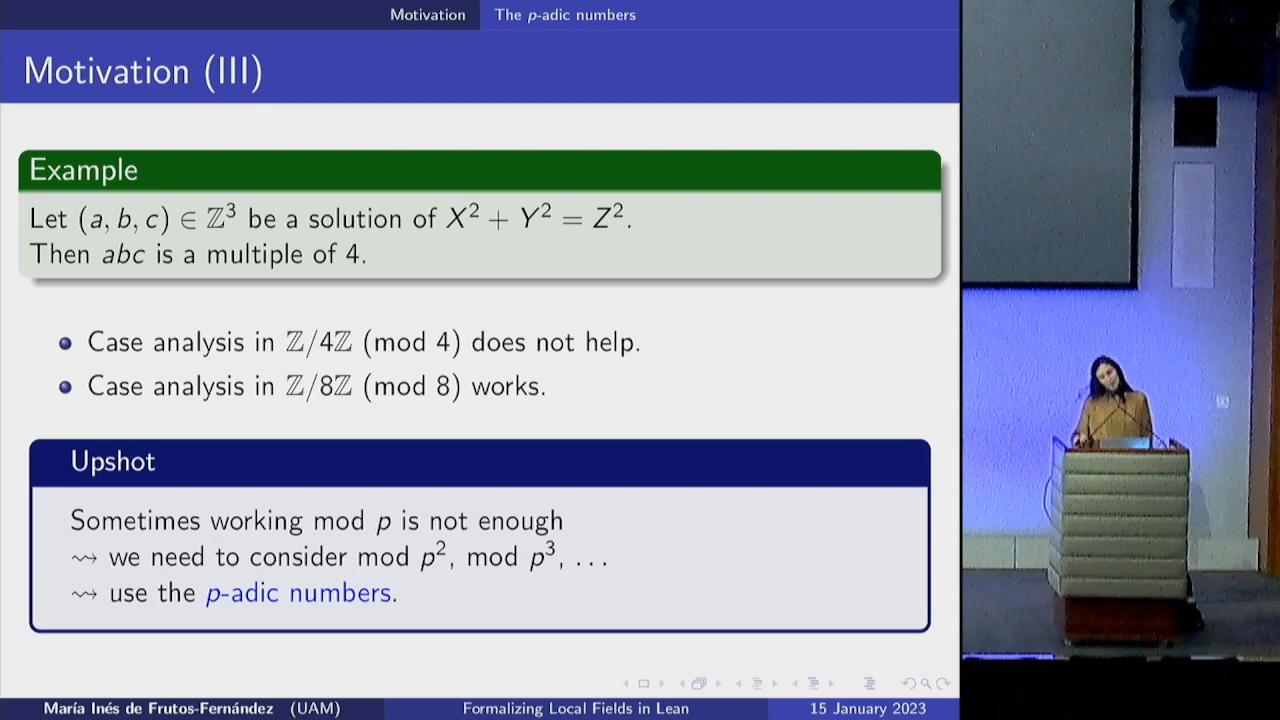 Motivation The p-adic numbers
Motivation (III)
Example
Let (a, b, c) ∈ ℤ³ be a solution of X² + Y² = Z².
Then abc is a multiple of 4.
Case analysis in ℤ/4ℤ (mod 4) does not help.
Case analysis in ℤ/8ℤ (mod 8) works.
Upshot
Sometimes working mod p is not enough
⇝ we need to consider mod p², mod p³, ...
⇝ use the p-adic numbers.
María Inés de Frutos-Fernández (UAM) Formalizing Local Fields in Lean 15 January 2023